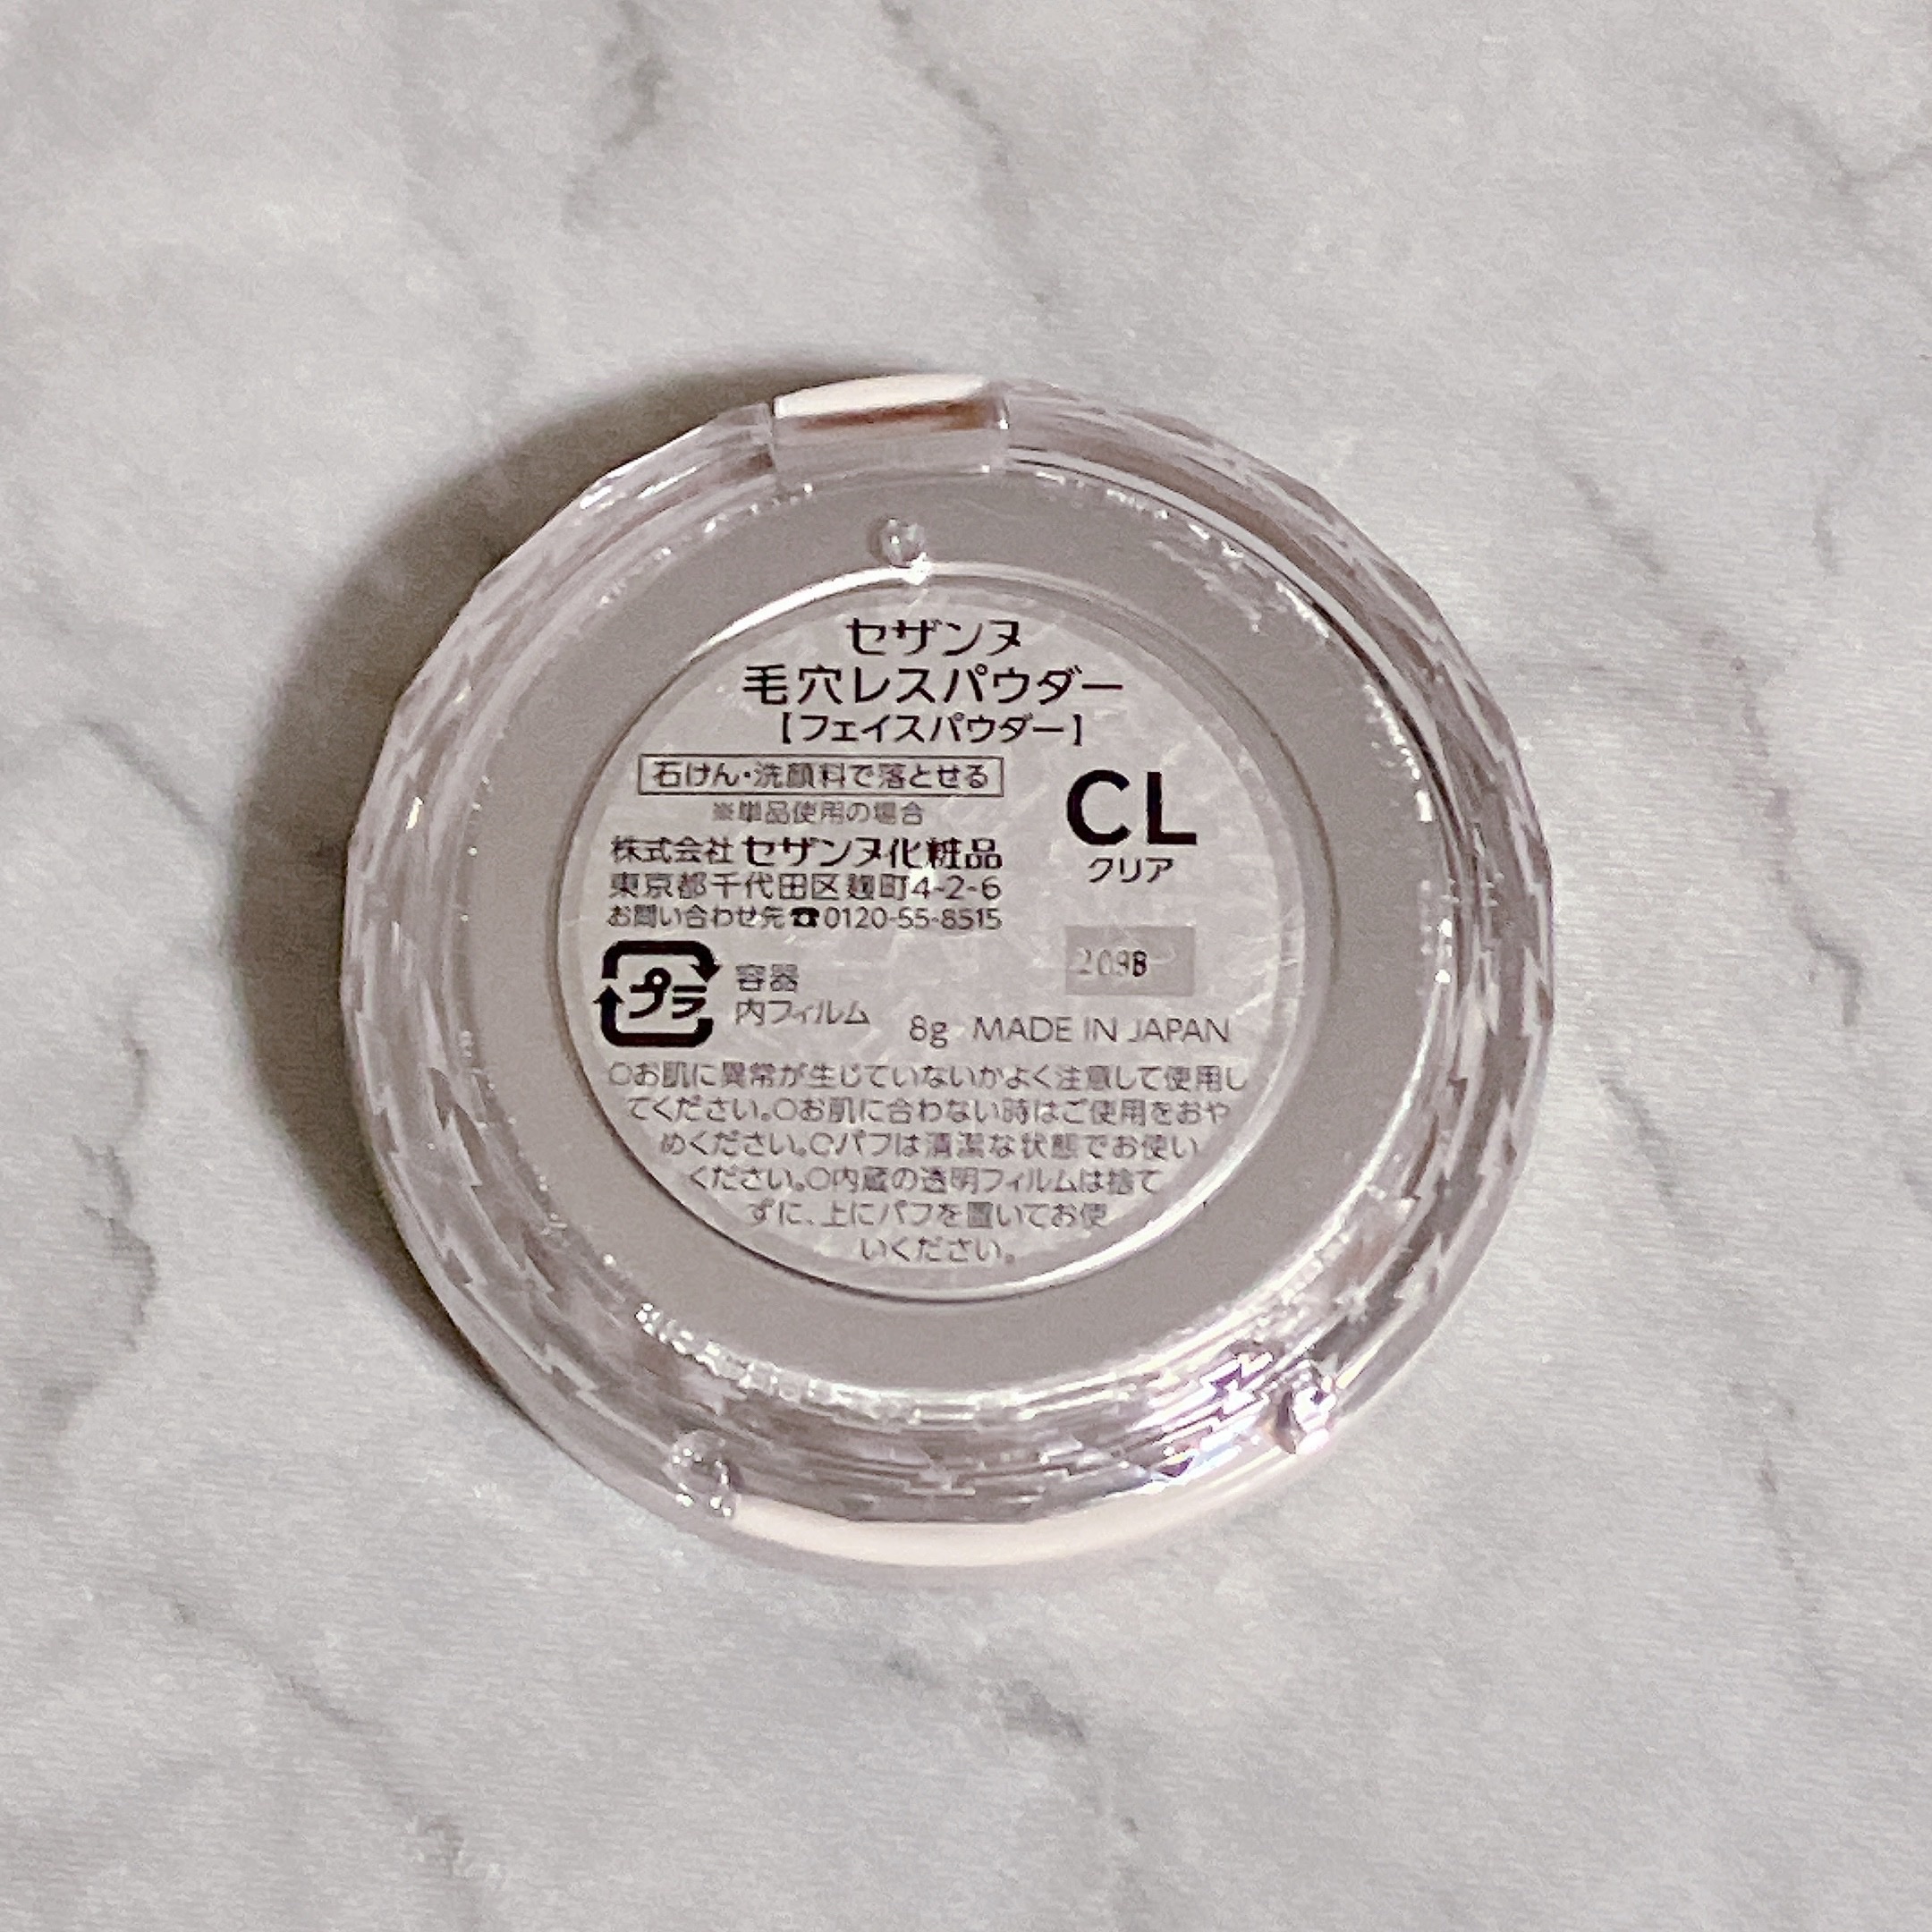 セザンヌ
毛穴レスパウダー
【フェイスパウダー】
石けん・洗顔料で落とせる
※単品使用の場合
株式会社セザンヌ化粧品
東京都千代田区麹町4-2-6
お問い合わせ先☎0120-55-8515
CL
クリア
209B
プラ
容器
内フィルム
8g MADE IN JAPAN
○お肌に異常が生じていないかよく注意して使用し
てください。○お肌に合わない時はご使用をおや
めください。○パフは清潔な状態でお使い
ください。○内蔵の透明フィルムは捨て
ずに、上にパフを置いてお使
いください。